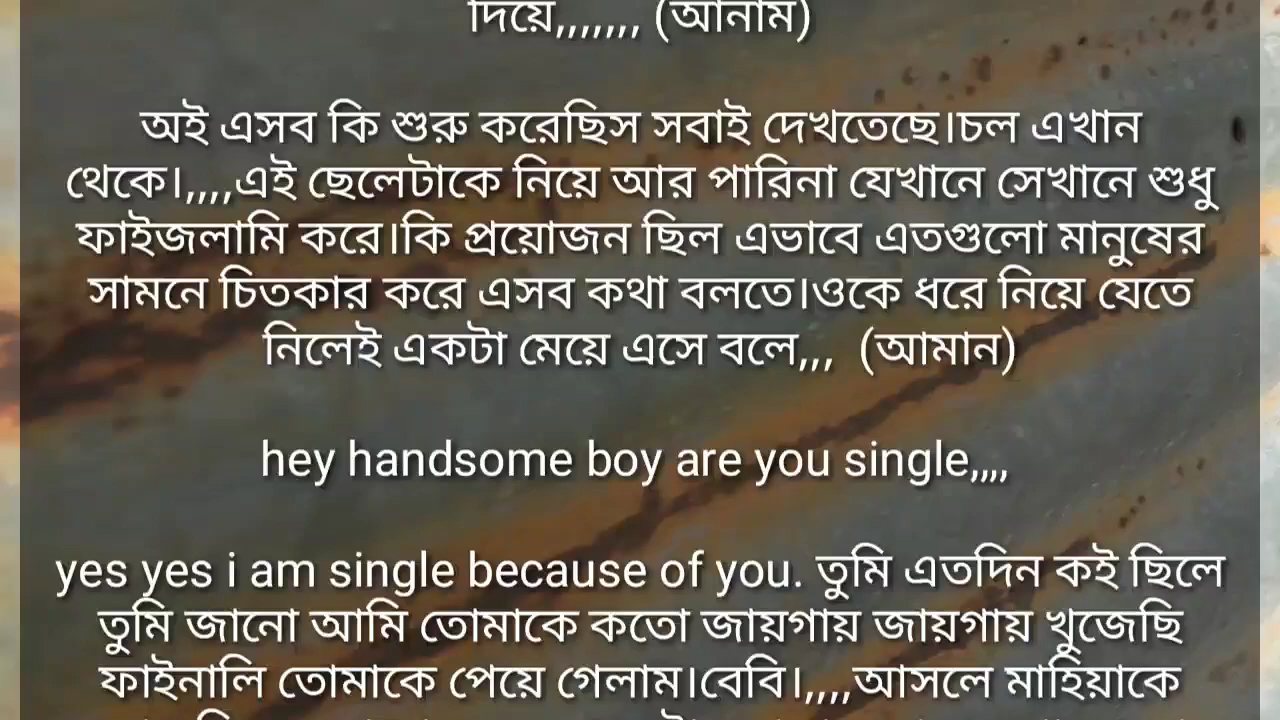 দিয়ে,,,,,,, (আনাম)
অই এসব কি শুরু করেছিস সবাই দেখতেছে।চল এখান
থেকে।,,,,এই ছেলেটাকে নিয়ে আর পারিনা যেখানে সেখানে শুধু
ফাইজলামি করে।কি প্রয়োজন ছিল এভাবে এতগুলো মানুষের
সামনে চিতকার করে এসব কথা বলতে।ওকে ধরে নিয়ে যেতে
নিলেই একটা মেয়ে এসে বলে,,,  (আমান)
hey handsome boy are you single,,,,
yes yes i am single because of you. তুমি এতদিন কই ছিলে
তুমি জানো আমি তোমাকে কতো জায়গায় জায়গায় খুজেছি
ফাইনালি তোমাকে পেয়ে গেলাম।বেবি।,,,,আসলে মাহিয়াকে